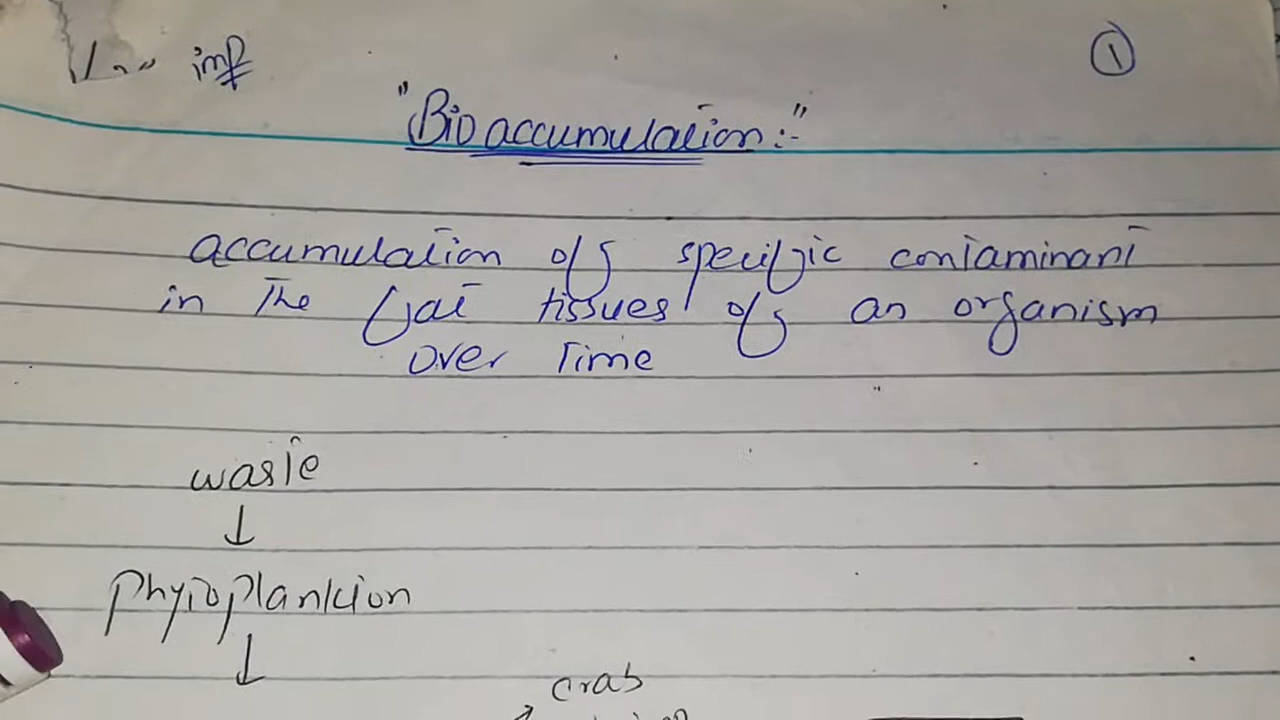 imp
①
"Bioaccumulation:-"
accumulation of specific contaminant
in The fat tissues of an organism
over Time
waste
↓
Phytoplankton
↓
crab